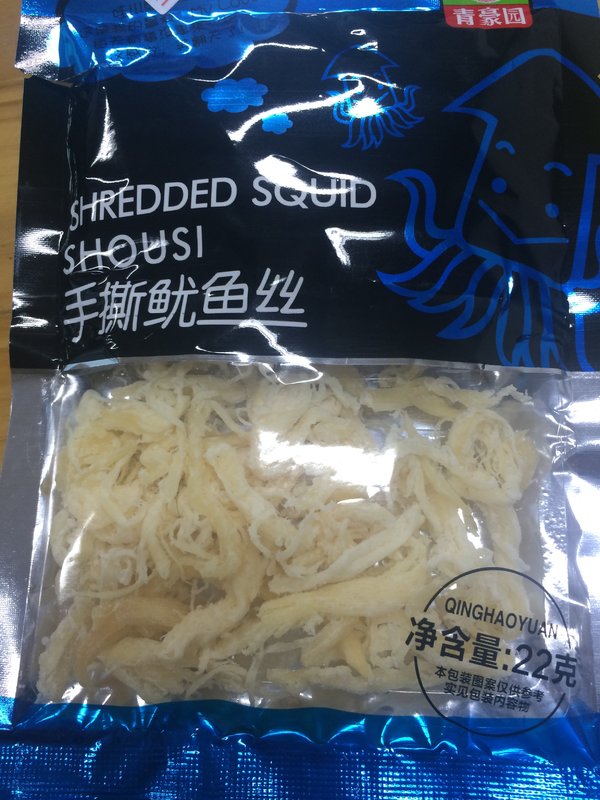 青豪园
SHREDDED SQUID
SHOUSI
手撕鱿鱼丝
QINGHAOYUAN
净含量:22克
本包装图案仅供参考
实见包装内容物